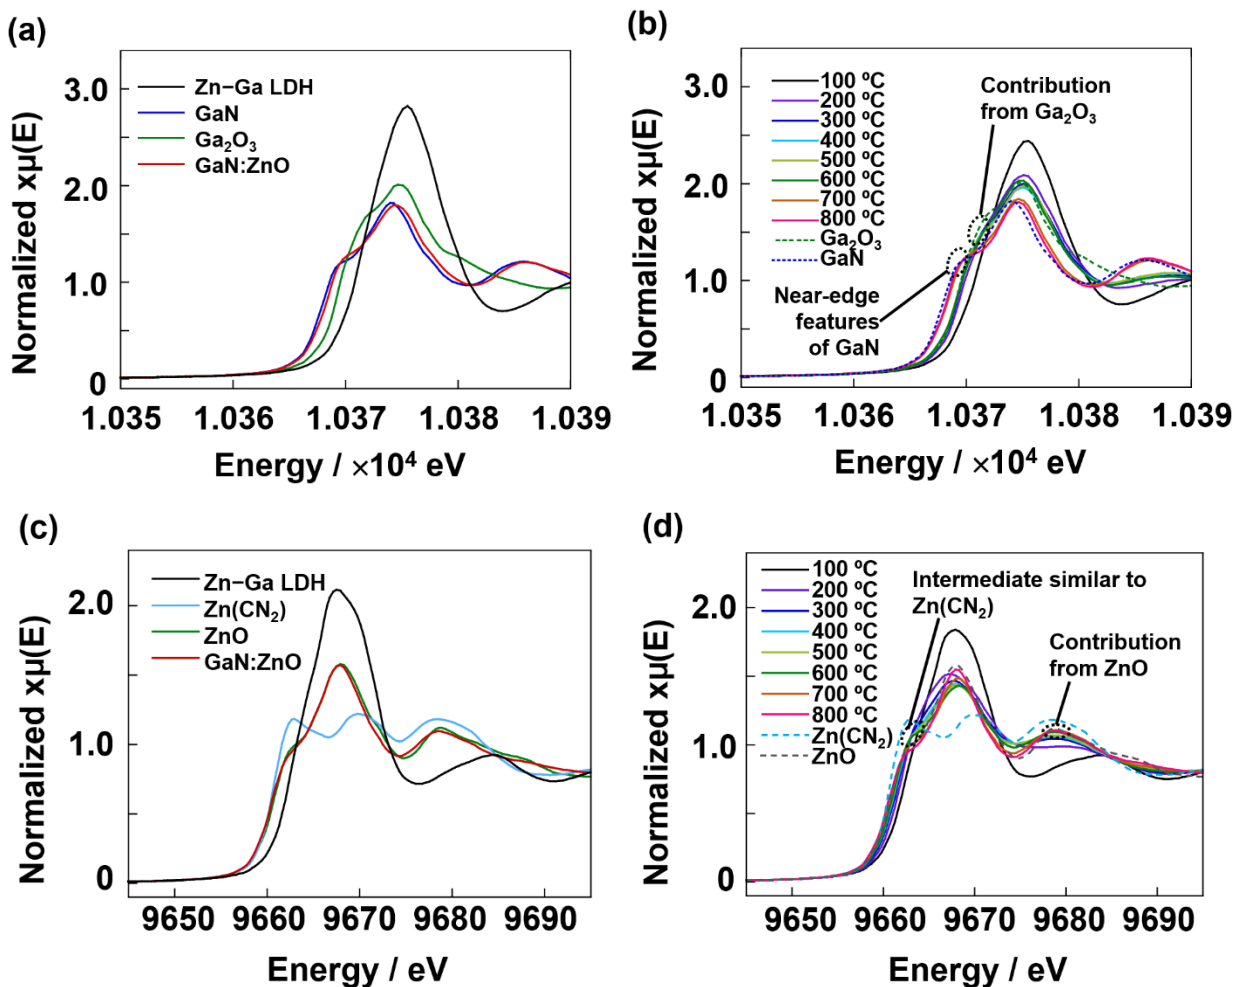 (a)
Normalized xμ(E)
3.0
2.0
1.0
0
Zn−Ga LDH
GaN
Ga₂O₃
GaN:ZnO
1.035 1.036 1.037 1.038 1.039
Energy / ×10⁴ eV
(b)
Normalized xμ(E)
3.0
2.0
1.0
0
100 ºC
200 ºC
300 ºC
400 ºC
500 ºC
600 ºC
700 ºC
800 ºC
Ga₂O₃
GaN
Contribution
from Ga₂O₃
Near-edge
features
of GaN
1.035 1.036 1.037 1.038 1.039
Energy / ×10⁴ eV
(c)
Normalized xμ(E)
2.0
1.0
0
Zn−Ga LDH
Zn(CN₂)
ZnO
GaN:ZnO
9650 9660 9670 9680 9690
Energy / eV
(d)
Normalized xμ(E)
2.0
1.0
0
100 ºC
200 ºC
300 ºC
400 ºC
500 ºC
600 ºC
700 ºC
800 ºC
Zn(CN₂)
ZnO
Intermediate similar to
Zn(CN₂)
Contribution
from ZnO
9650 9660 9670 9680 9690
Energy / eV